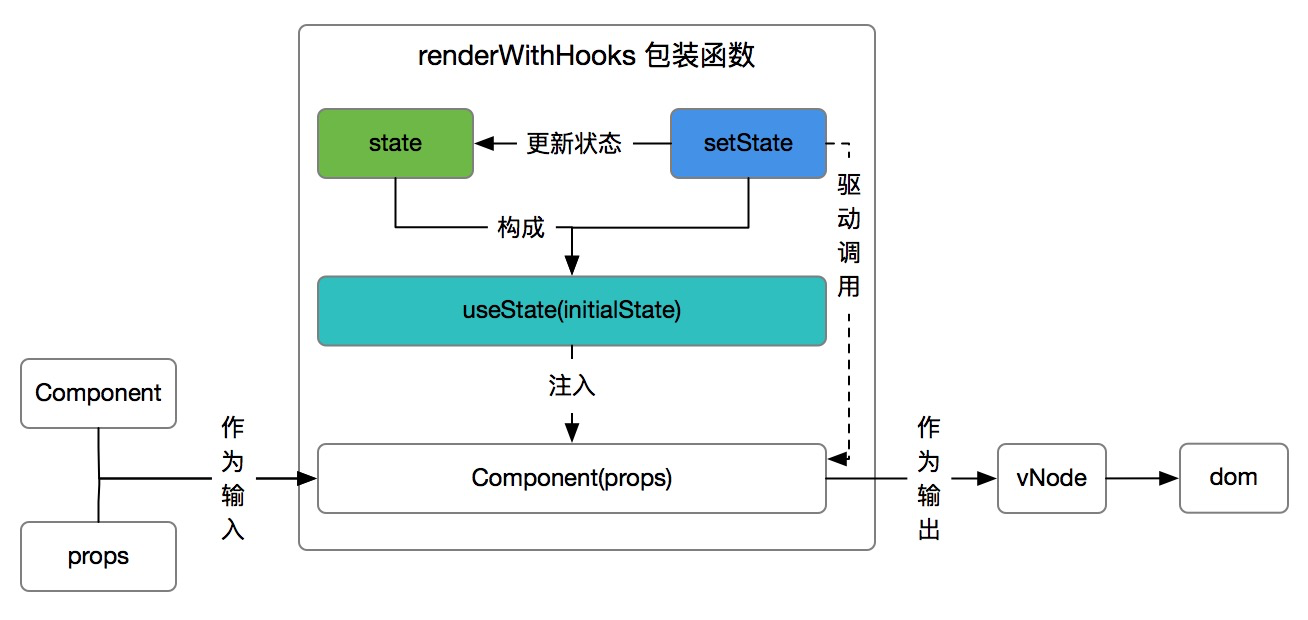 renderWithHooks 包装函数
state
更新状态
setState
驱动调用
构成
useState(initialState)
注入
Component
作为输入
props
Component(props)
作为输出
vNode
dom